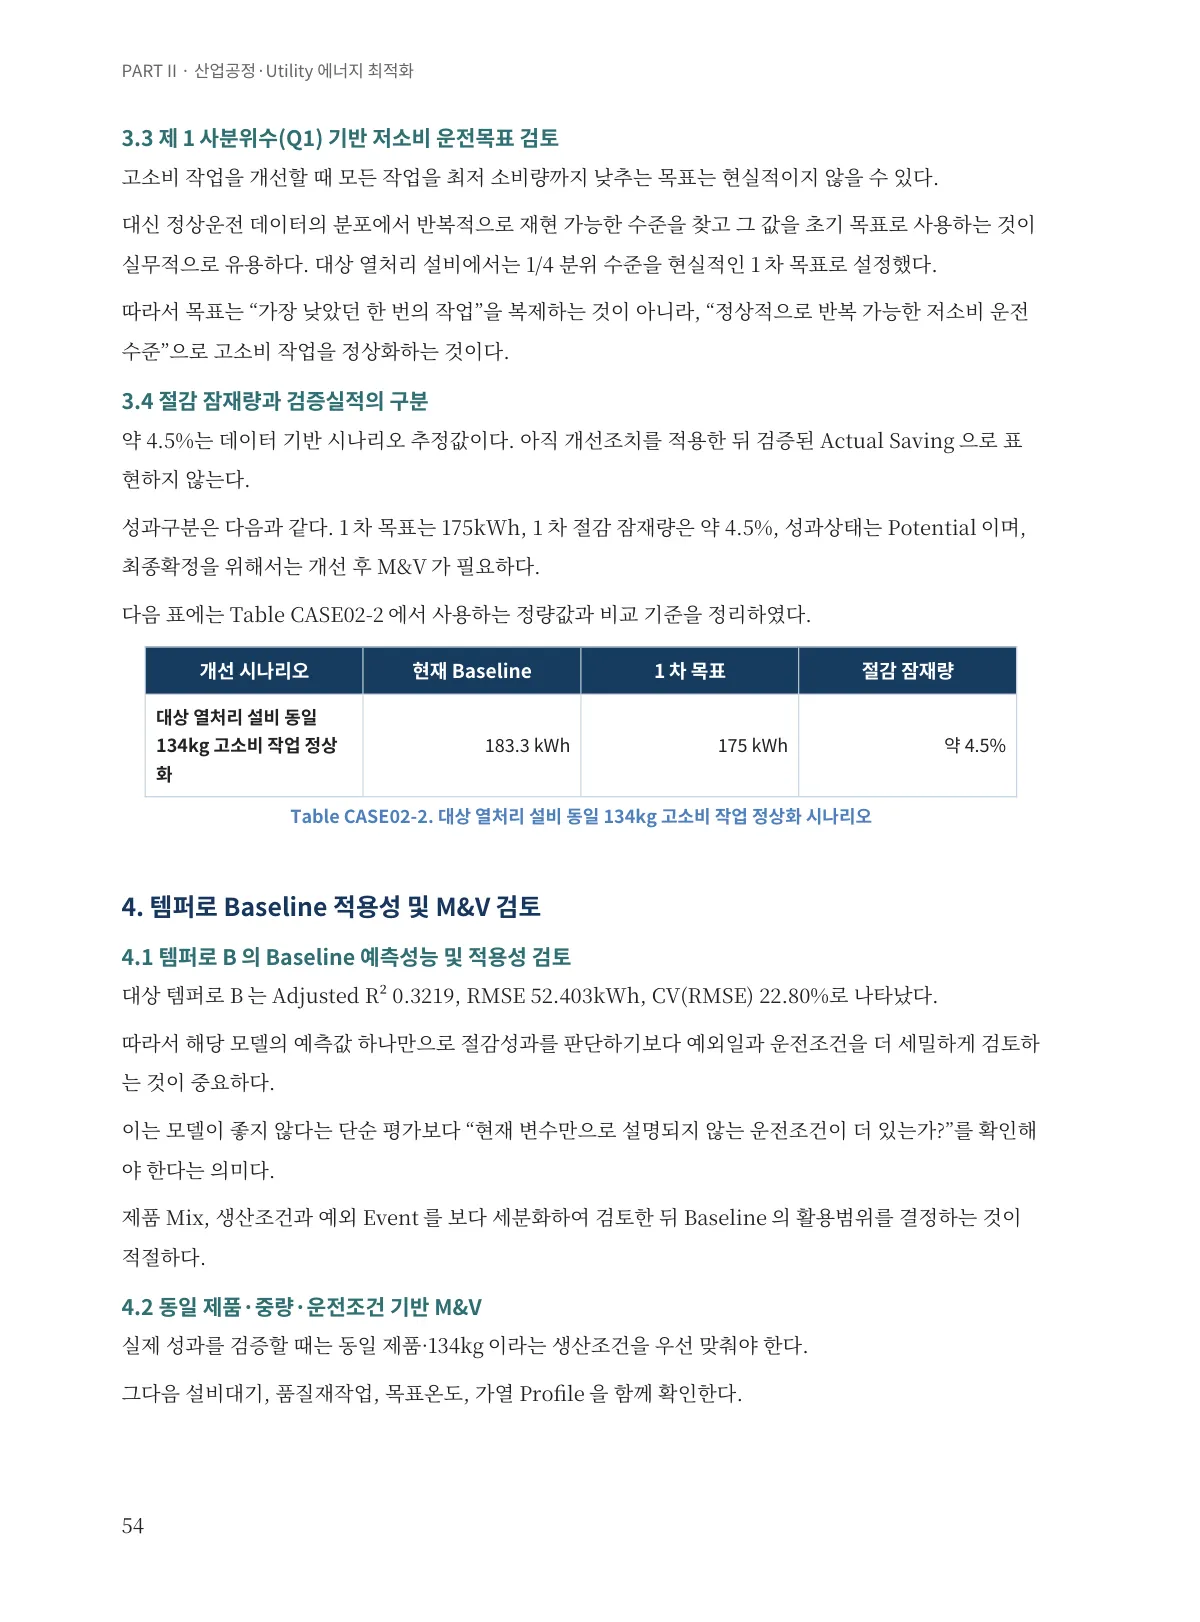 PART II · 산업공정·Utility 에너지 최적화
3.3 제 1 사분위수(Q1) 기반 저소비 운전목표 검토
고소비 작업을 개선할 때 모든 작업을 최저 소비량까지 낮추는 목표는 현실적이지 않을 수 있다.
대신 정상운전 데이터의 분포에서 반복적으로 재현 가능한 수준을 찾고 그 값을 초기 목표로 사용하는 것이
실무적으로 유용하다. 대상 열처리 설비에서는 1/4 분위 수준을 현실적인 1 차 목표로 설정했다.
따라서 목표는 “가장 낮았던 한 번의 작업”을 복제하는 것이 아니라, “정상적으로 반복 가능한 저소비 운전
수준”으로 고소비 작업을 정상화하는 것이다.
3.4 절감 잠재량과 검증실적의 구분
약 4.5%는 데이터 기반 시나리오 추정값이다. 아직 개선조치를 적용한 뒤 검증된 Actual Saving 으로 표
현하지 않는다.
성과구분은 다음과 같다. 1 차 목표는 175kWh, 1 차 절감 잠재량은 약 4.5%, 성과상태는 Potential 이며,
최종확정을 위해서는 개선 후 M&V 가 필요하다.
다음 표에는 Table CASE02-2 에서 사용하는 정량값과 비교 기준을 정리하였다.
개선 시나리오 현재 Baseline 1 차 목표 절감 잠재량
대상 열처리 설비 동일
134kg 고소비 작업 정상 183.3 kWh 175 kWh 약 4.5%
화
Table CASE02-2. 대상 열처리 설비 동일 134kg 고소비 작업 정상화 시나리오
4. 템퍼로 Baseline 적용성 및 M&V 검토
4.1 템퍼로 B 의 Baseline 예측성능 및 적용성 검토
대상 템퍼로 B 는 Adjusted R² 0.3219, RMSE 52.403kWh, CV(RMSE) 22.80%로 나타났다.
따라서 해당 모델의 예측값 하나만으로 절감성과를 판단하기보다 예외일과 운전조건을 더 세밀하게 검토하
는 것이 중요하다.
이는 모델이 좋지 않다는 단순 평가보다 “현재 변수만으로 설명되지 않는 운전조건이 더 있는가?”를 확인해
야 한다는 의미다.
제품 Mix, 생산조건과 예외 Event 를 보다 세분화하여 검토한 뒤 Baseline 의 활용범위를 결정하는 것이
적절하다.
4.2 동일 제품·중량·운전조건 기반 M&V
실제 성과를 검증할 때는 동일 제품·134kg 이라는 생산조건을 우선 맞춰야 한다.
그다음 설비대기, 품질재작업, 목표온도, 가열 Profile 을 함께 확인한다.
54